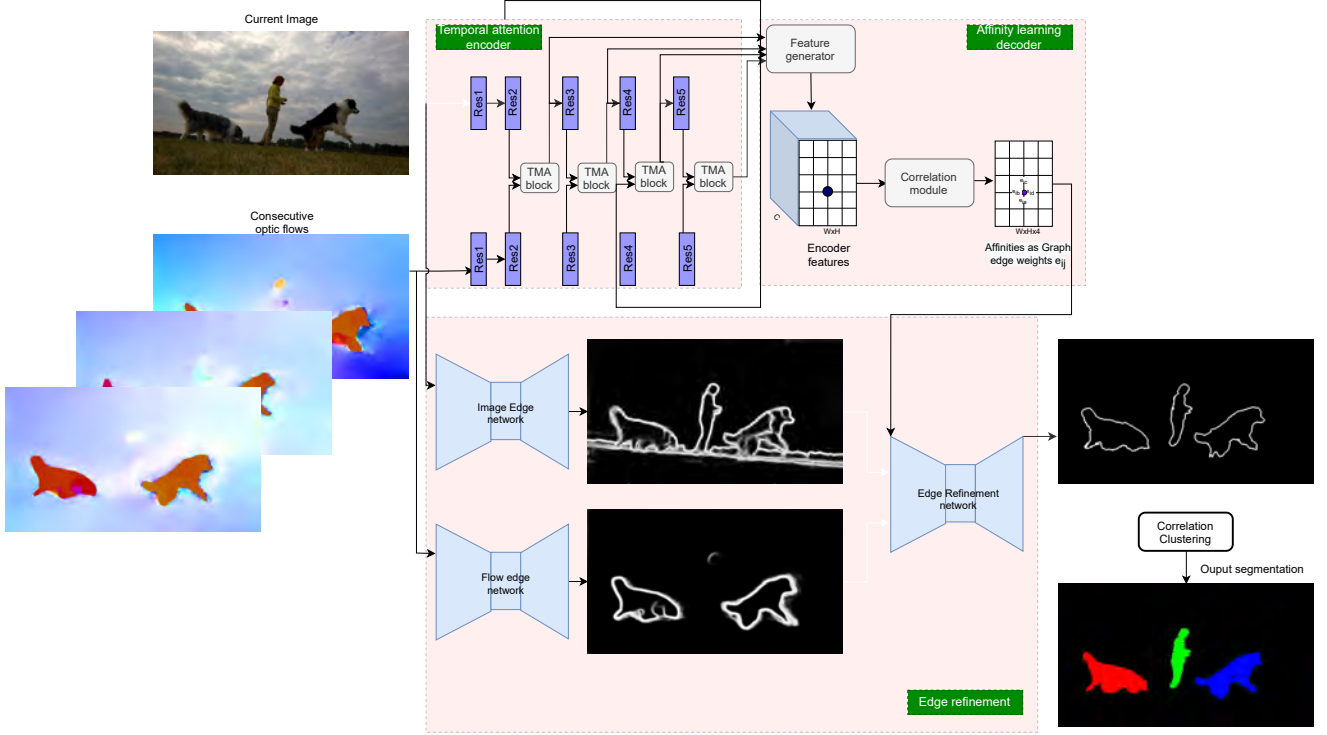 Current Image
Temporal attention
encoder
Affinity learning
decoder
Feature
generator
Res1
Res2
Res3
Res4
Res5
TMA
block
TMA
block
TMA
block
TMA
block
Correlation
module
C
WxH
WxHx4
Encoder
features
Affinities as Graph
edge weights eij
Consecutive
optic flows
Res1
Res2
Res3
Res4
Res5
Image Edge
network
Edge Refinement
network
Flow edge
network
Correlation
Clustering
Ouput segmentation
Edge refinement